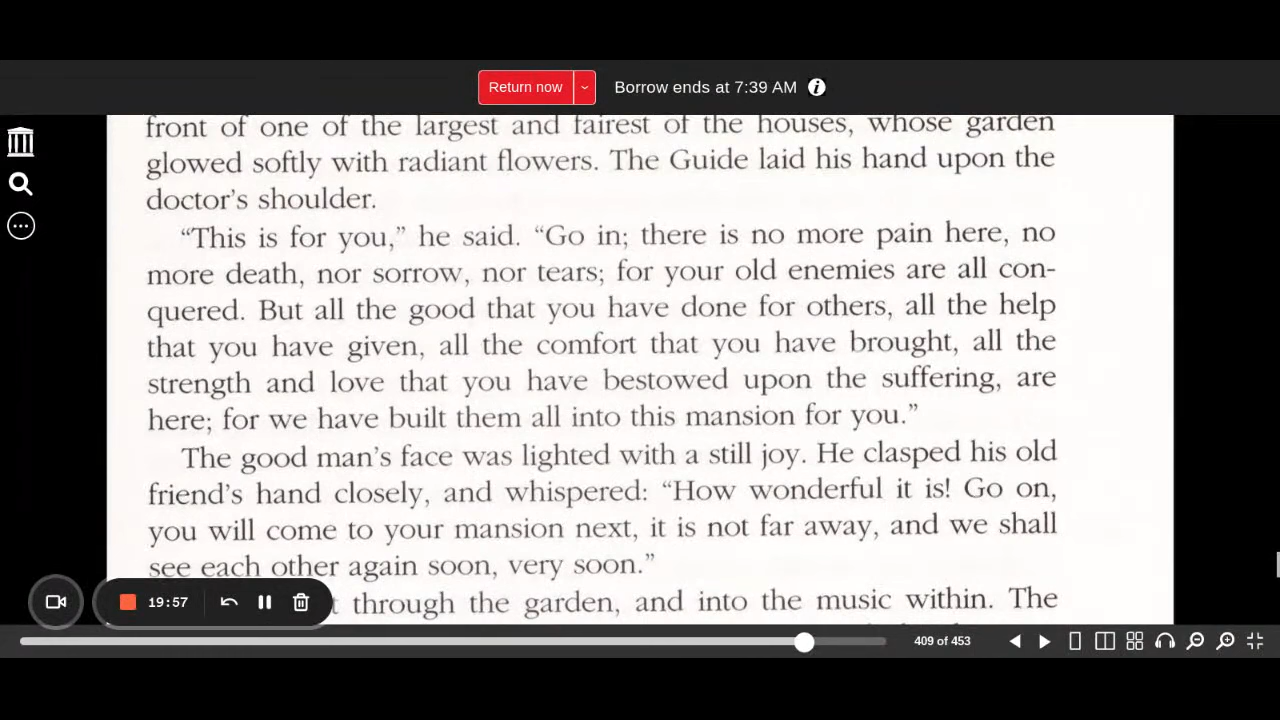 Return now
Borrow ends at 7:39 AM
front of one of the largest and fairest of the houses, whose garden
glowed softly with radiant flowers. The Guide laid his hand upon the
doctor's shoulder.
“This is for you,” he said. “Go in; there is no more pain here, no
more death, nor sorrow, nor tears; for your old enemies are all con-
quered. But all the good that you have done for others, all the help
that you have given, all the comfort that you have brought, all the
strength and love that you have bestowed upon the suffering, are
here; for we have built them all into this mansion for you.”
The good man's face was lighted with a still joy. He clasped his old
friend's hand closely, and whispered: “How wonderful it is! Go on,
you will come to your mansion next, it is not far away, and we shall
see each other again soon, very soon.”
through the garden, and into the music within. The
19:57
409 of 453